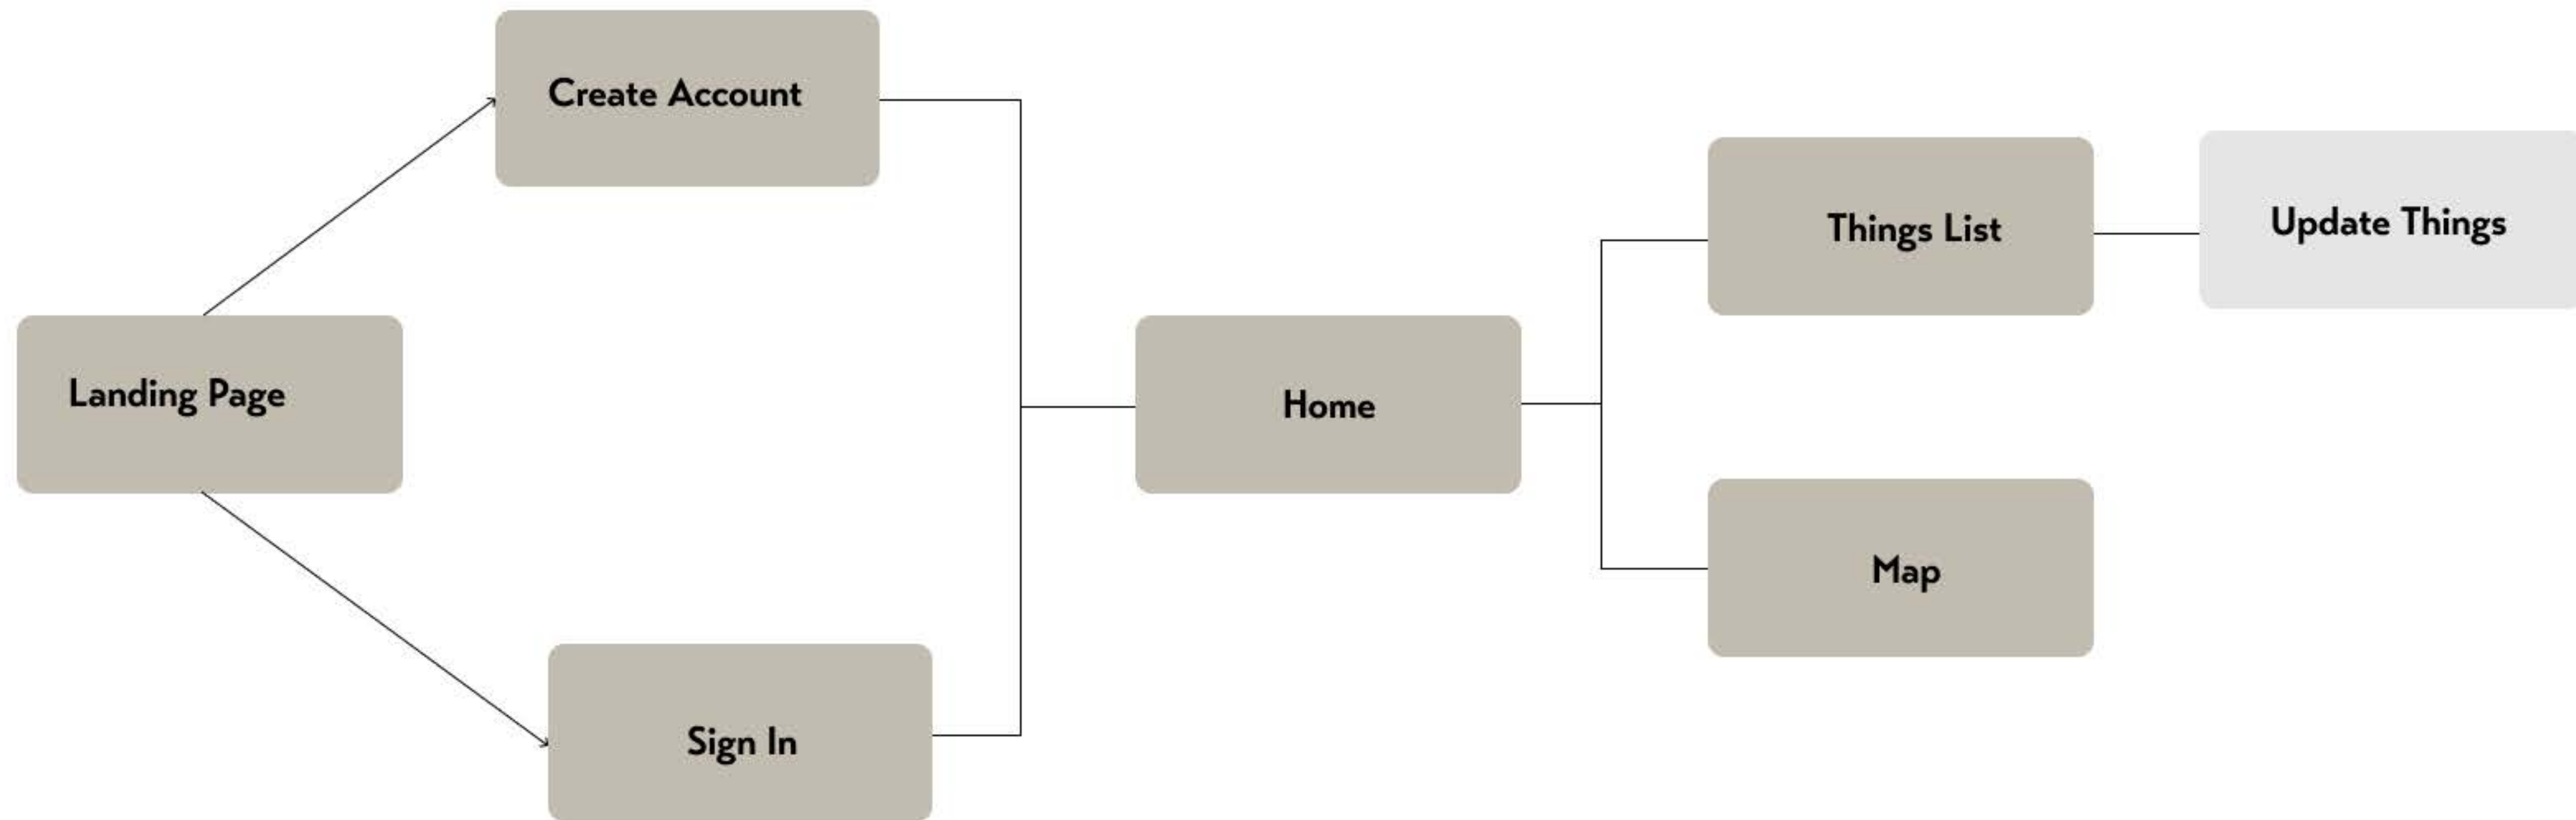 Create Account
Things List
Update Things
Landing Page
Home
Map
Sign In